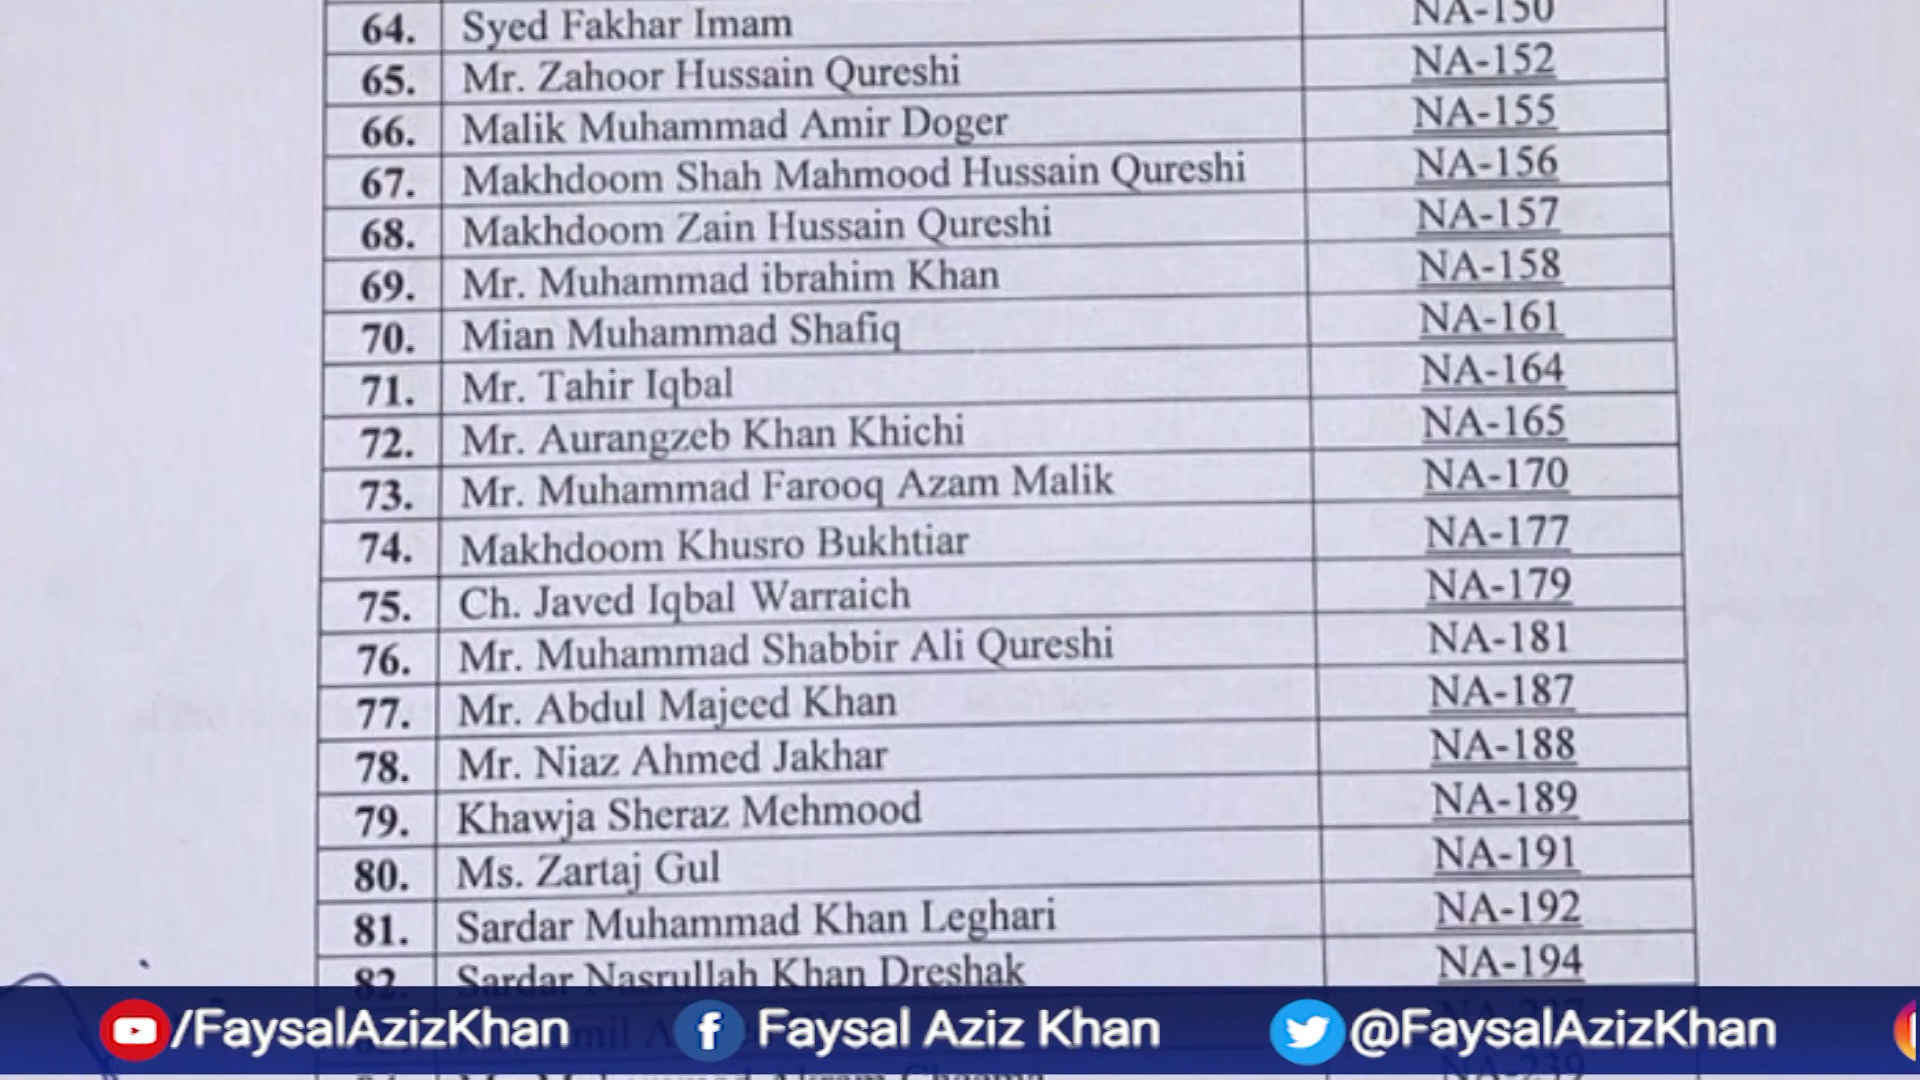 64. Syed Fakhar Imam NA-150
65. Mr. Zahoor Hussain Qureshi NA-152
66. Malik Muhammad Amir Doger NA-155
67. Makhdoom Shah Mahmood Hussain Qureshi NA-156
68. Makhdoom Zain Hussain Qureshi NA-157
69. Mr. Muhammad ibrahim Khan NA-158
70. Mian Muhammad Shafiq NA-161
71. Mr. Tahir Iqbal NA-164
72. Mr. Aurangzeb Khan Khichi NA-165
73. Mr. Muhammad Farooq Azam Malik NA-170
74. Makhdoom Khusro Bukhtiar NA-177
75. Ch. Javed Iqbal Warraich NA-179
76. Mr. Muhammad Shabbir Ali Qureshi NA-181
77. Mr. Abdul Majeed Khan NA-187
78. Mr. Niaz Ahmed Jakhar NA-188
79. Khawja Sheraz Mehmood NA-189
80. Ms. Zartaj Gul NA-191
81. Sardar Muhammad Khan Leghari NA-192
82. Sardar Nasrullah Khan Dreshak NA-194
/FaysalAzizKhan Faysal Aziz Khan @FaysalAzizKhan
NA-239